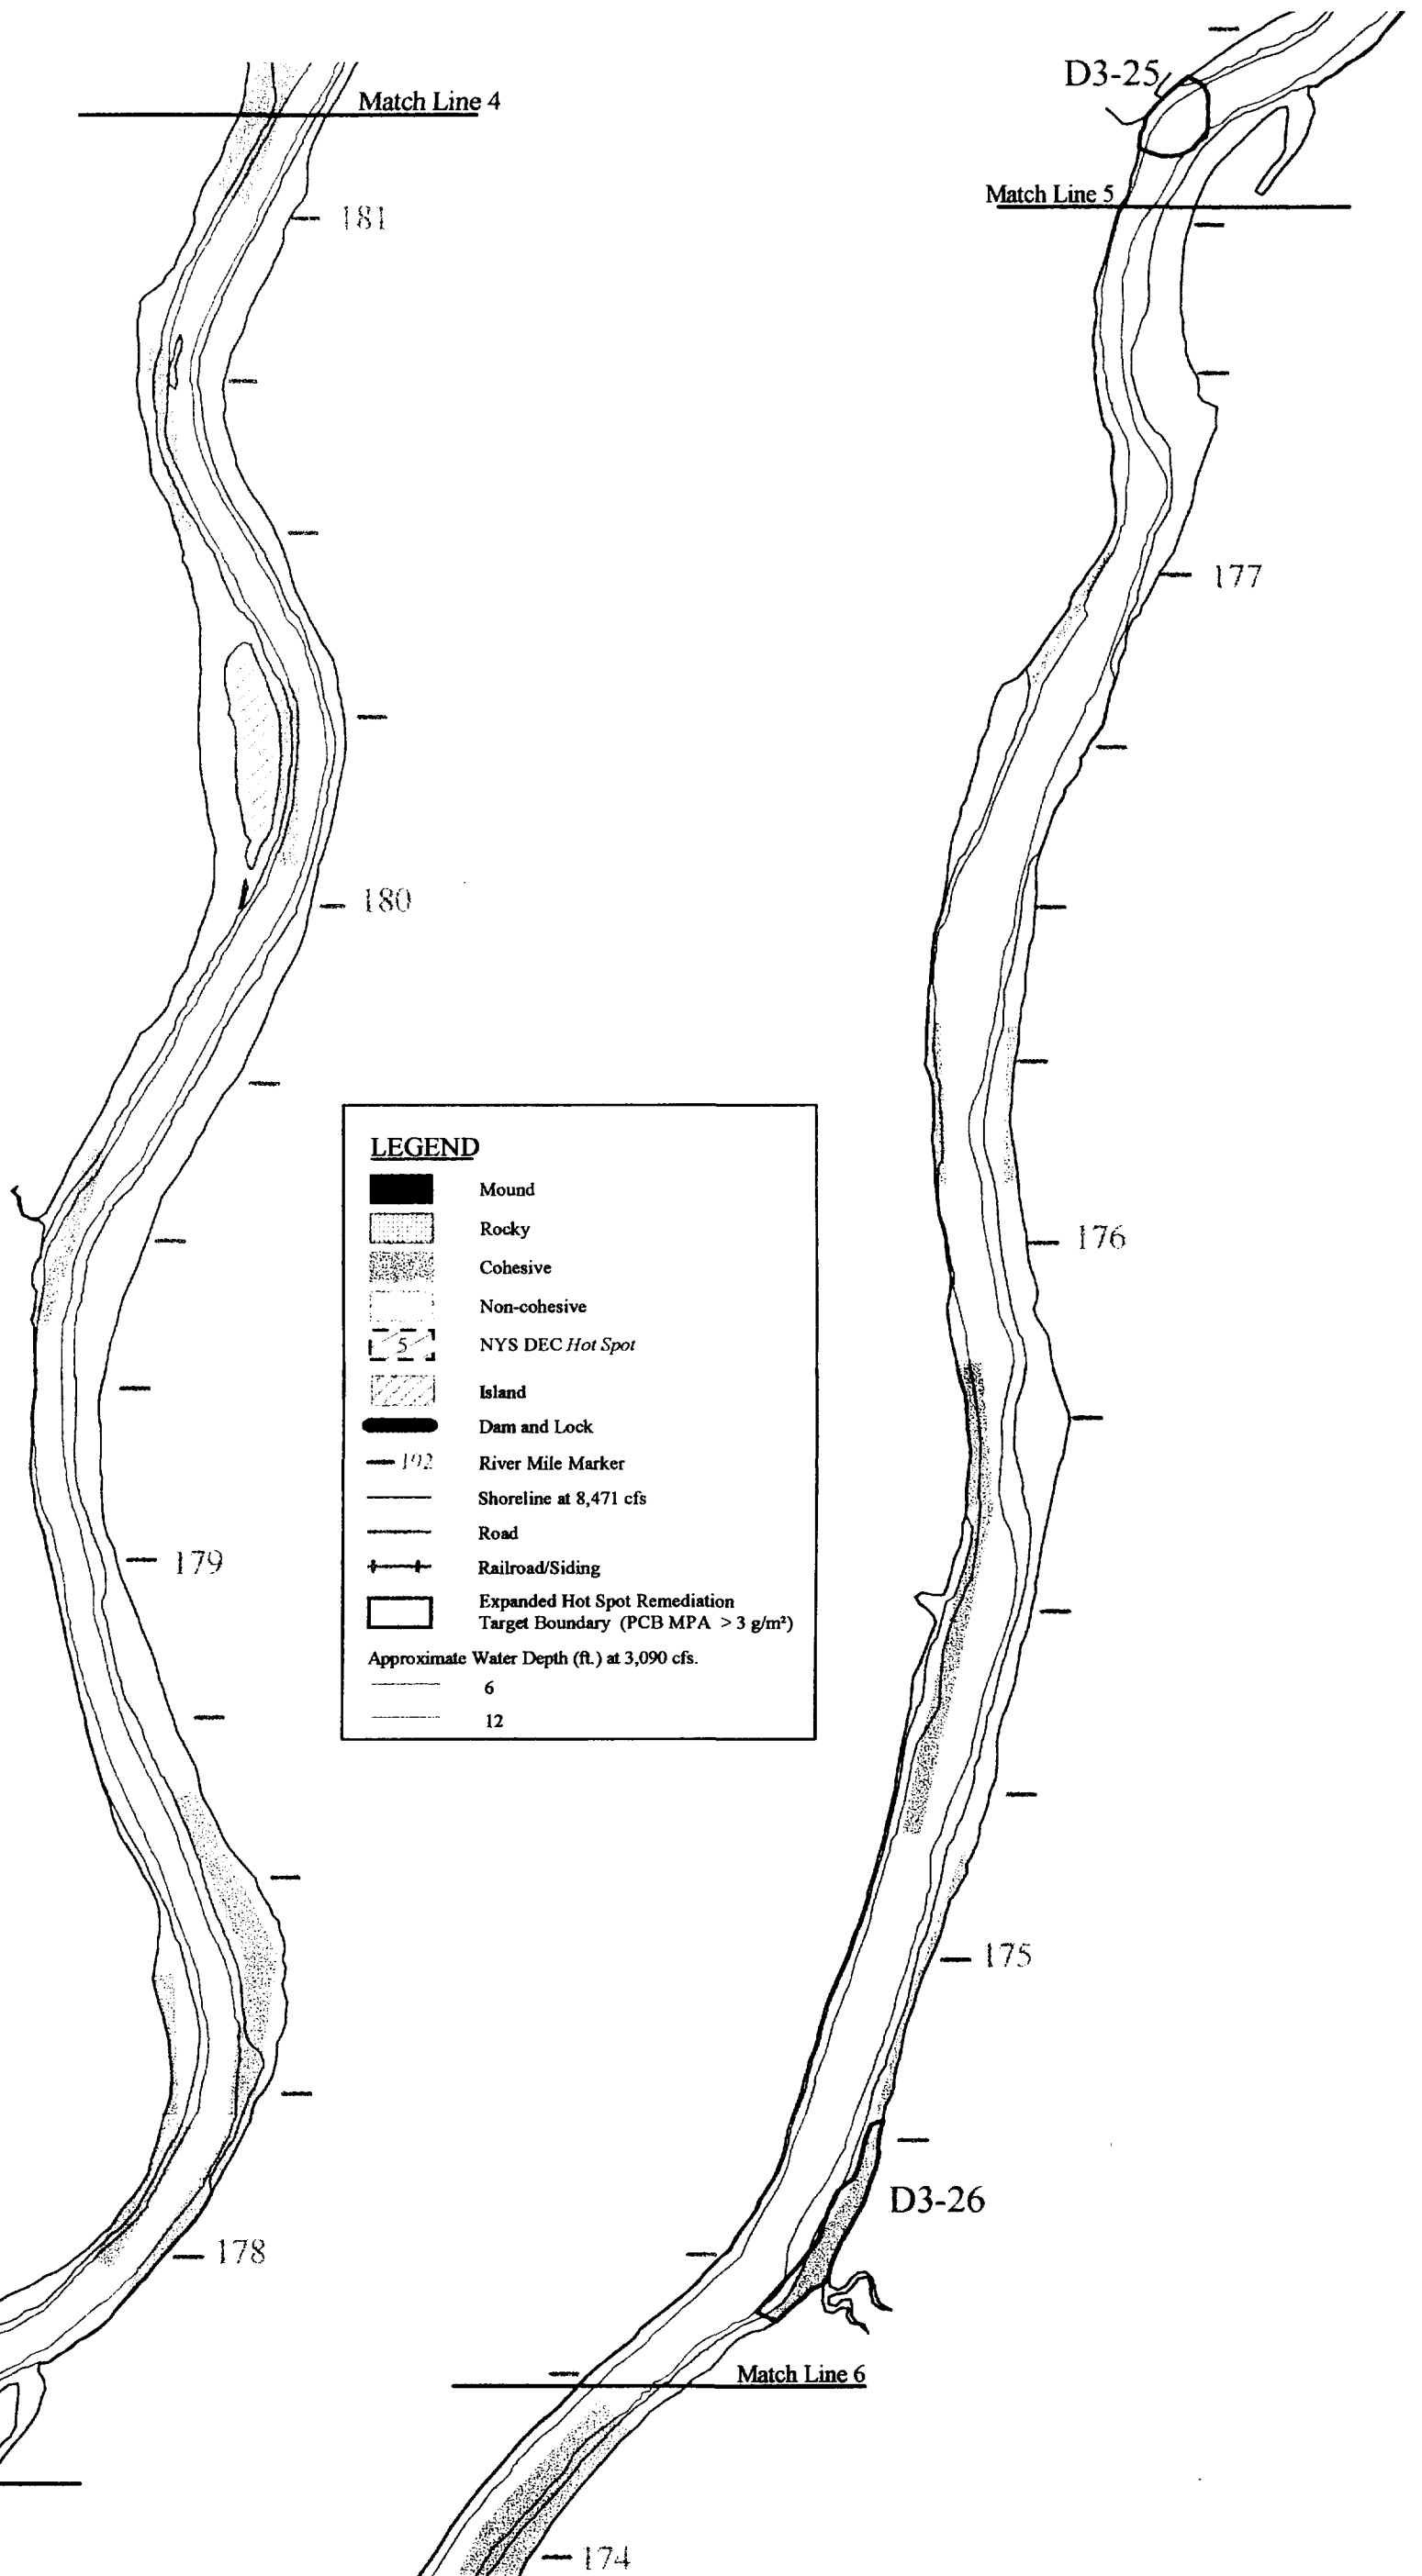 Match Line 4
181
180
179
178
LEGEND
Mound
Rocky
Cohesive
Non-cohesive
5 NYS DEC Hot Spot
Island
Dam and Lock
192 River Mile Marker
Shoreline at 8,471 cfs
Road
Railroad/Siding
Expanded Hot Spot Remediation
Target Boundary (PCB MPA > 3 g/m²)
Approximate Water Depth (ft.) at 3,090 cfs.
6
12
D3-25
Match Line 5
177
176
175
D3-26
Match Line 6
174